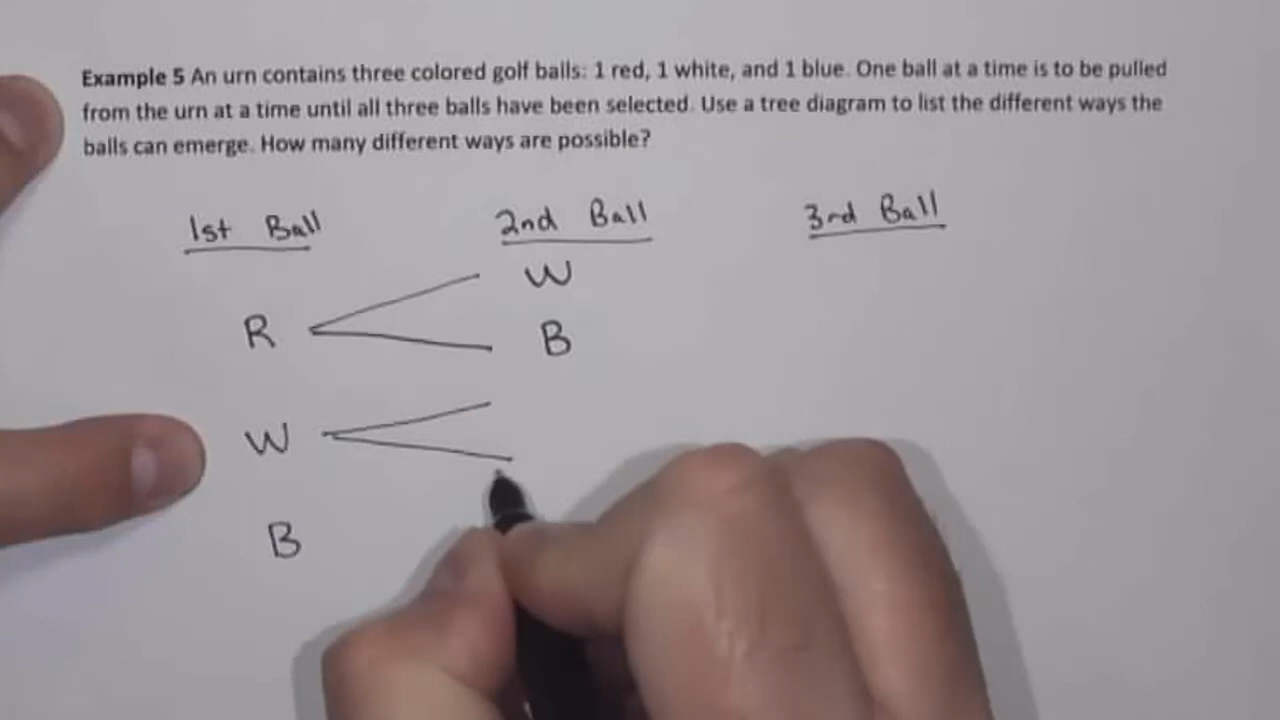 Example 5 An urn contains three colored golf balls: 1 red, 1 white, and 1 blue. One ball at a time is to be pulled
from the urn at a time until all three balls have been selected. Use a tree diagram to list the different ways the
balls can emerge. How many different ways are possible?
1st Ball 2nd Ball 3rd Ball
W
R B
W
B